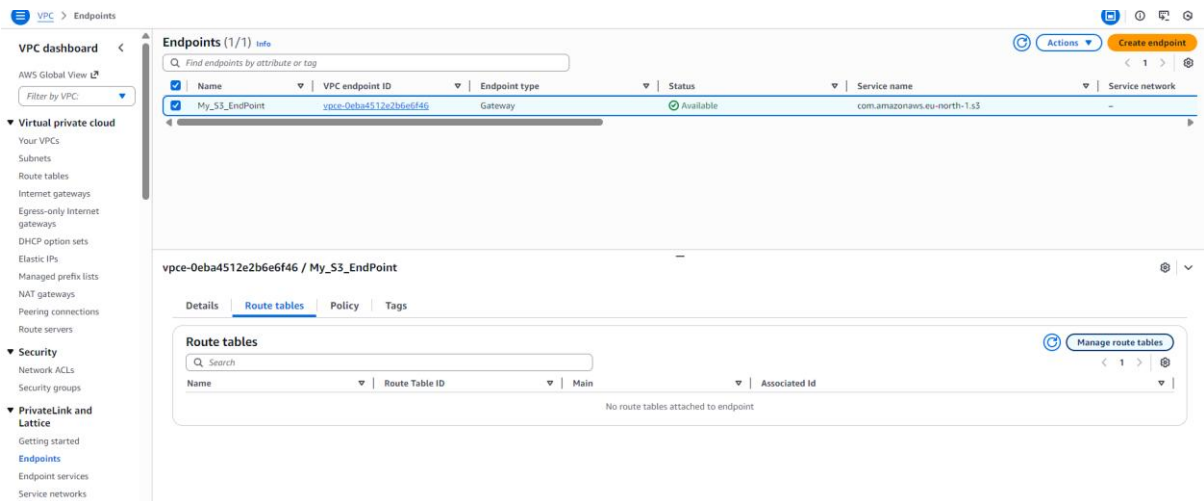 VPC > Endpoints
VPC dashboard
AWS Global View
Filter by VPC:
Virtual private cloud
Your VPCs
Subnets
Route tables
Internet gateways
Egress-only Internet
gateways
DHCP option sets
Elastic IPs
Managed prefix lists
NAT gateways
Peering connections
Route servers
Security
Network ACLs
Security groups
PrivateLink and
Lattice
Getting started
Endpoints
Endpoint services
Service networks
Endpoints (1/1) Info
Actions
Create endpoint
Find endpoints by attribute or tag
< 1 >
Name VPC endpoint ID Endpoint type Status Service name Service network
My_S3_EndPoint vpce-0eba4512e2b6e6f46 Gateway Available com.amazonaws.eu-north-1.s3 –
vpce-0eba4512e2b6e6f46 / My_S3_EndPoint
Details Route tables Policy Tags
Route tables
Manage route tables
Search
< 1 >
Name Route Table ID Main Associated Id
No route tables attached to endpoint